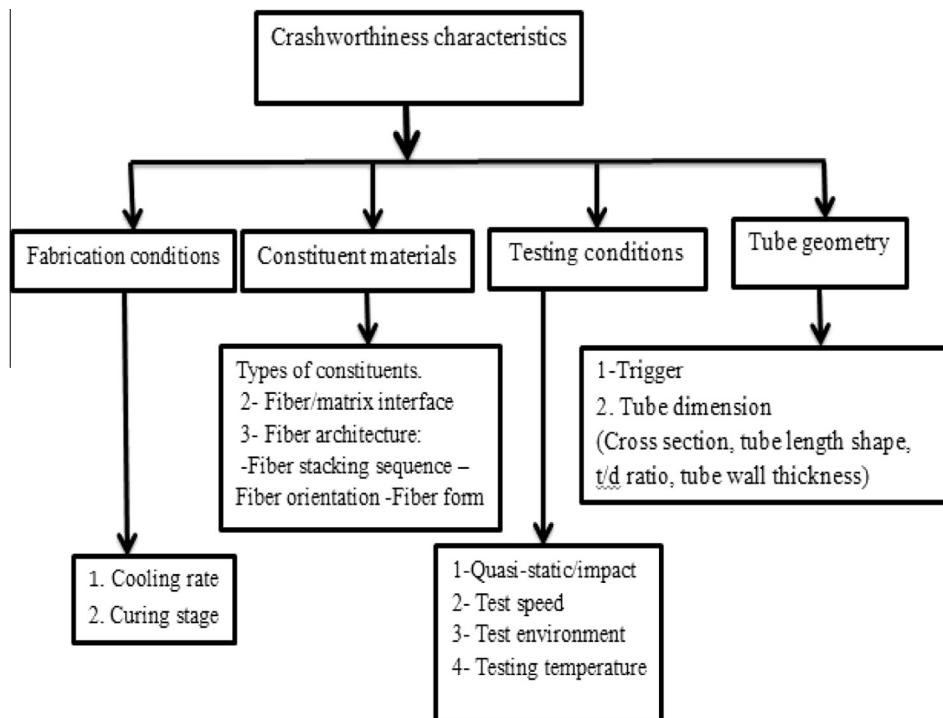 Crashworthiness characteristics
Fabrication conditions
Constituent materials
Testing conditions
Tube geometry
Types of constituents.
2- Fiber/matrix interface
3- Fiber architecture:
-Fiber stacking sequence –
Fiber orientation -Fiber form
1-Trigger
2. Tube dimension
(Cross section, tube length shape,
t/d ratio, tube wall thickness)
1. Cooling rate
2. Curing stage
1-Quasi-static/impact
2- Test speed
3- Test environment
4- Testing temperature